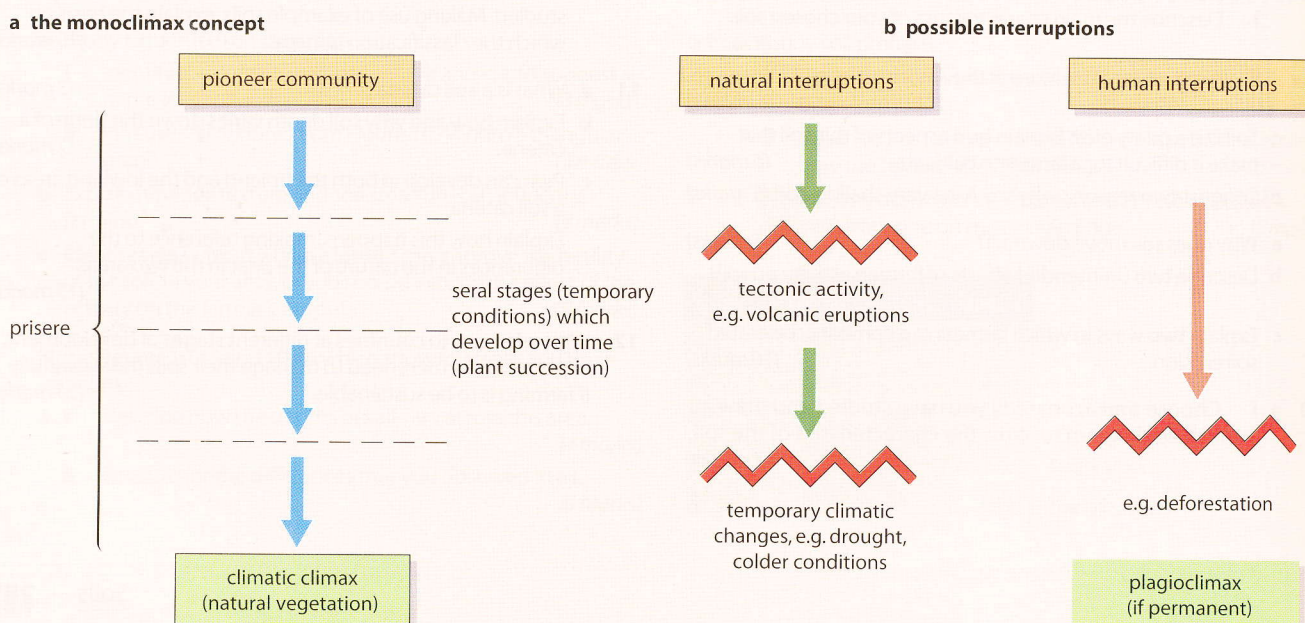 a the monoclimax concept
pioneer community
prisere
seral stages (temporary
conditions) which
develop over time
(plant succession)
climatic climax
(natural vegetation)
b possible interruptions
natural interruptions
tectonic activity,
e.g. volcanic eruptions
temporary climatic
changes, e.g. drought,
colder conditions
human interruptions
e.g. deforestation
plagioclimax
(if permanent)